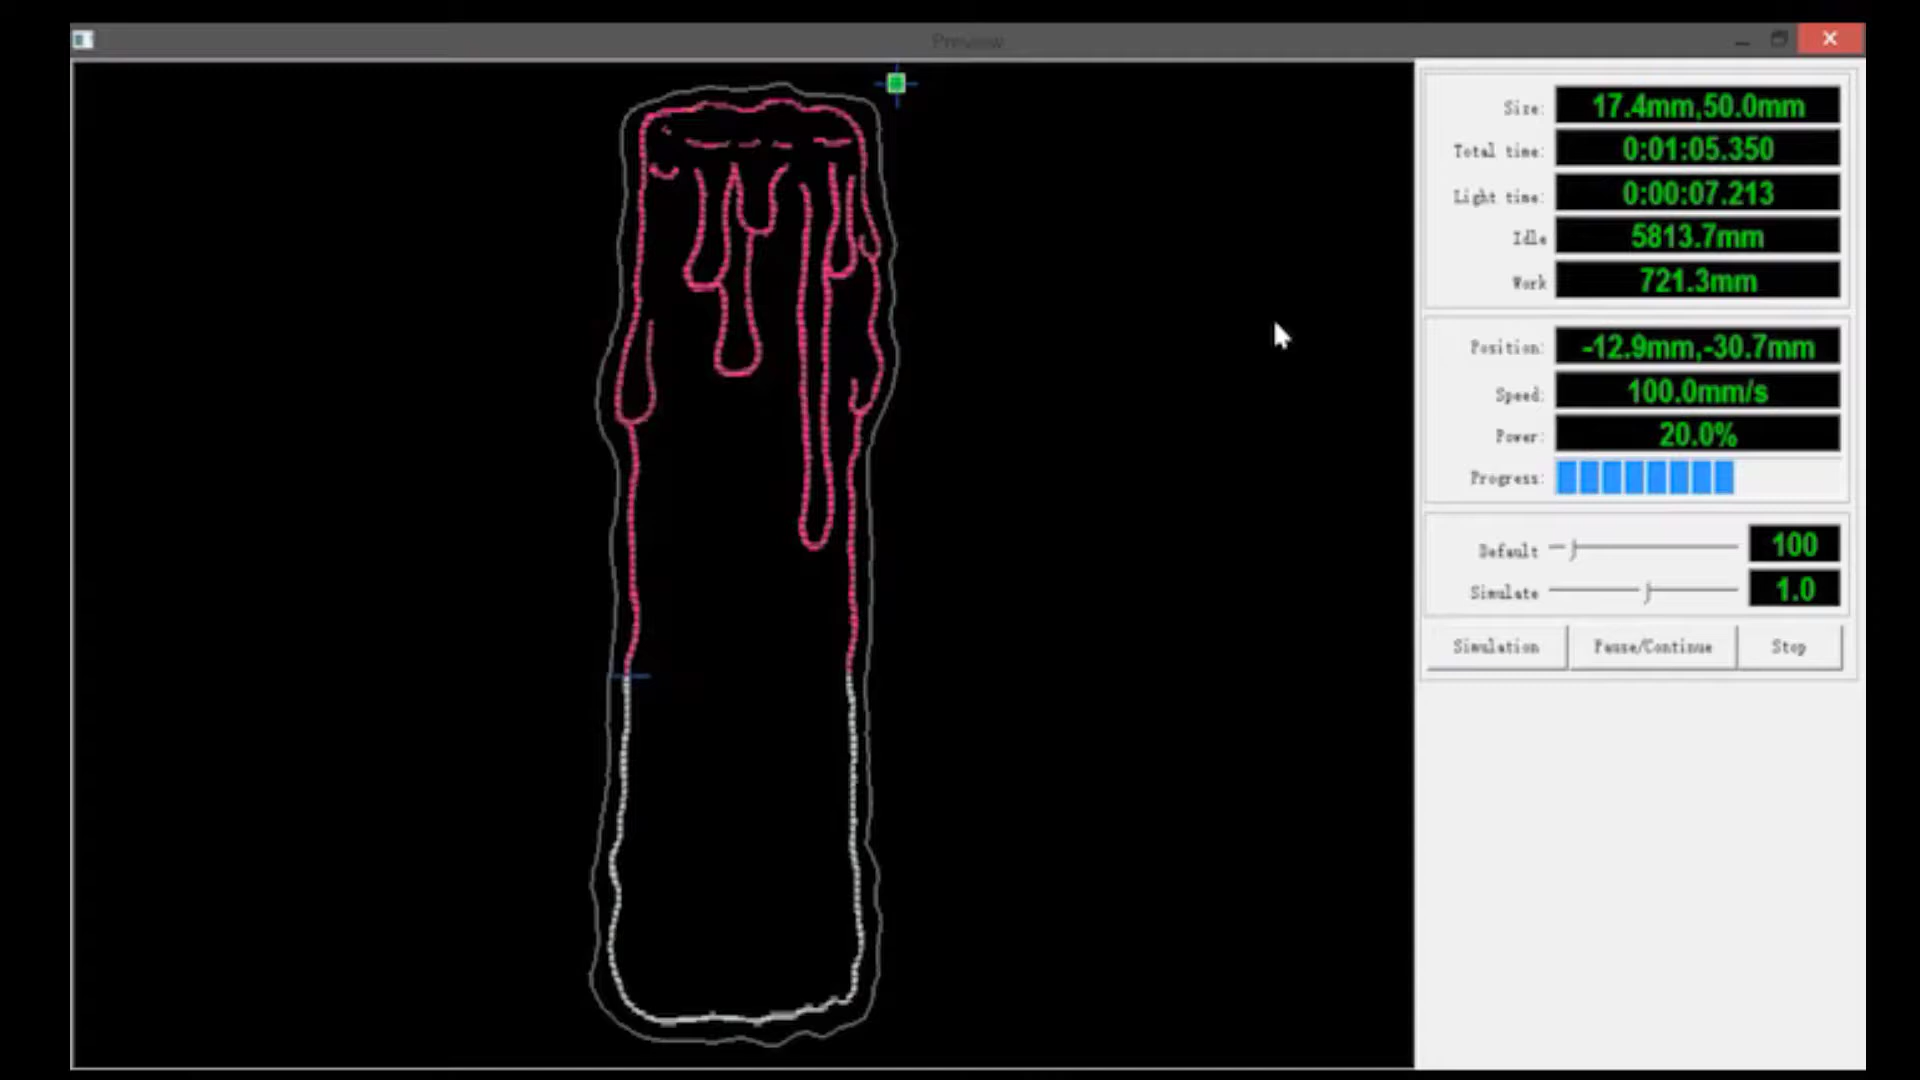 Preview
Size: 17.4mm,50.0mm
Total time: 0:01:05.350
Light time: 0:00:07.213
Idle 5813.7mm
Work 721.3mm
Position: -12.9mm,-30.7mm
Speed: 100.0mm/s
Power: 20.0%
Progress:
Default 100
Simulate 1.0
Simulation Pause/Continue Stop